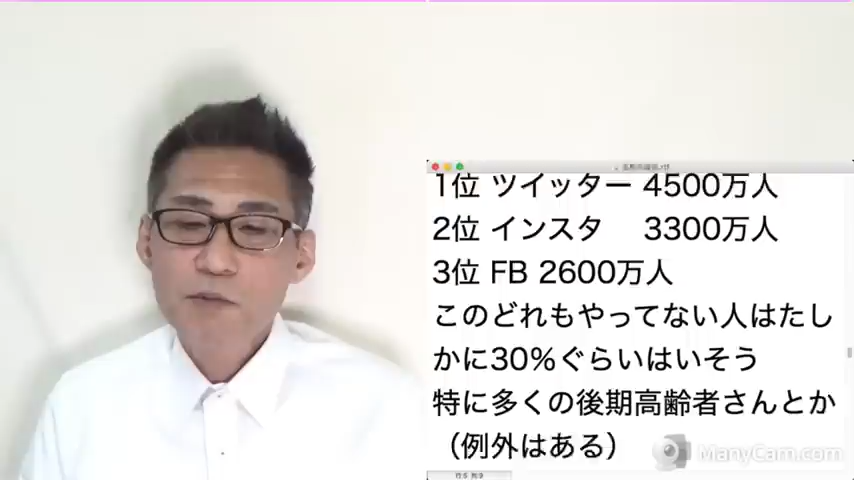 1位 ツイッター 4500万人
2位 インスタ　 3300万人
3位 FB 2600万人
このどれもやってない人はたし
かに30%ぐらいはいそう
特に多くの後期高齢者さんとか
（例外はある）
ManyCam.com